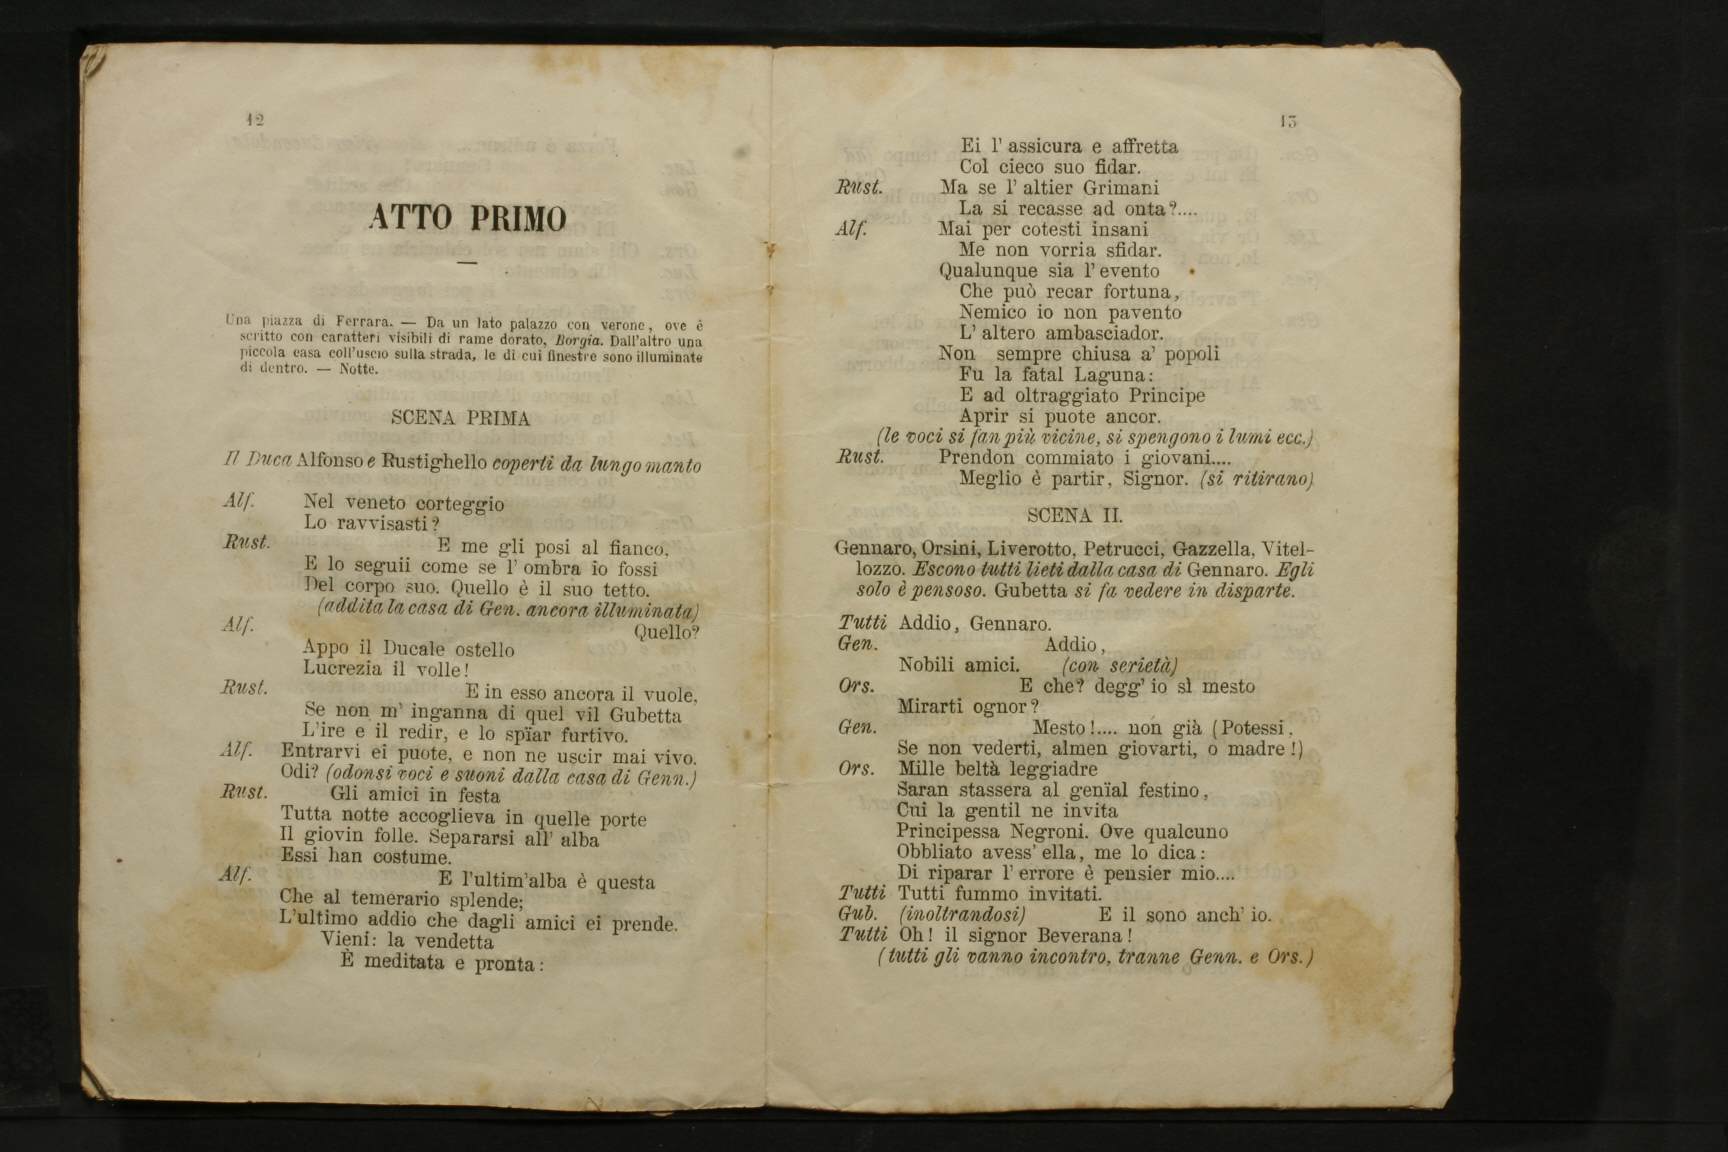 12
ATTO PRIMO
Una piazza di Ferrara. — Da un lato palazzo con verone, ove è
scritto con caratteri visibili di rame dorato, Borgia. Dall'altro una
piccola casa coll'uscio sulla strada, le di cui finestre sono illuminate
di dentro. — Notte.
SCENA PRIMA
Il Duca Alfonso e Rustighello coperti da lungo manto
Alf. Nel veneto corteggio
Lo ravvisasti?
Rust. E me gli posi al fianco,
E lo seguii come se l'ombra io fossi
Del corpo suo. Quello è il suo tetto.
(addita la casa di Gen. ancora illuminata)
Alf. Quello?
Appo il Ducale ostello
Lucrezia il volle!
Rust. E in esso ancora il vuole,
Se non m'inganna di quel vil Gubetta
L'ire e il redir, e lo spïar furtivo.
Alf. Entrarvi ei puote, e non ne uscir mai vivo.
Odi? (odonsi voci e suoni dalla casa di Genn.)
Rust. Gli amici in festa
Tutta notte accoglieva in quelle porte
Il giovin folle. Separarsi all'alba
Essi han costume.
Alf. E l'ultim'alba è questa
Che al temerario splende;
L'ultimo addio che dagli amici ei prende.
Vieni: la vendetta
È meditata e pronta:
13
Ei l'assicura e affretta
Col cieco suo fidar.
Rust. Ma se l'altier Grimani
La si recasse ad onta?....
Alf. Mai per cotesti insani
Me non vorria sfidar.
Qualunque sia l'evento
Che può recar fortuna,
Nemico io non pavento
L'altero ambasciador.
Non sempre chiusa a' popoli
Fu la fatal Laguna:
E ad oltraggiato Principe
Aprir si puote ancor.
(le voci si fan più vicine, si spengono i lumi ecc.)
Rust. Prendon commiato i giovani....
Meglio è partir, Signor. (si ritirano)
SCENA II.
Gennaro, Orsini, Liverotto, Petrucci, Gazzella, Vitel-
lozzo. Escono tutti lieti dalla casa di Gennaro. Egli
solo è pensoso. Gubetta si fa vedere in disparte.
Tutti Addio, Gennaro.
Gen. Addio,
Nobili amici. (con serietà)
Ors. E che? degg'io sì mesto
Mirarti ognor?
Gen. Mesto!.... non già (Potessi,
Se non vederti, almen giovarti, o madre!)
Ors. Mille beltà leggiadre
Saran stassera al genïal festino,
Cui la gentil ne invita
Principessa Negroni. Ove qualcuno
Obbliato avess'ella, me lo dica:
Di riparar l'errore è pensier mio....
Tutti Tutti fummo invitati.
Gub. (inoltrandosi) E il sono anch'io.
Tutti Oh! il signor Beverana!
(tutti gli vanno incontro, tranne Genn. e Ors.)